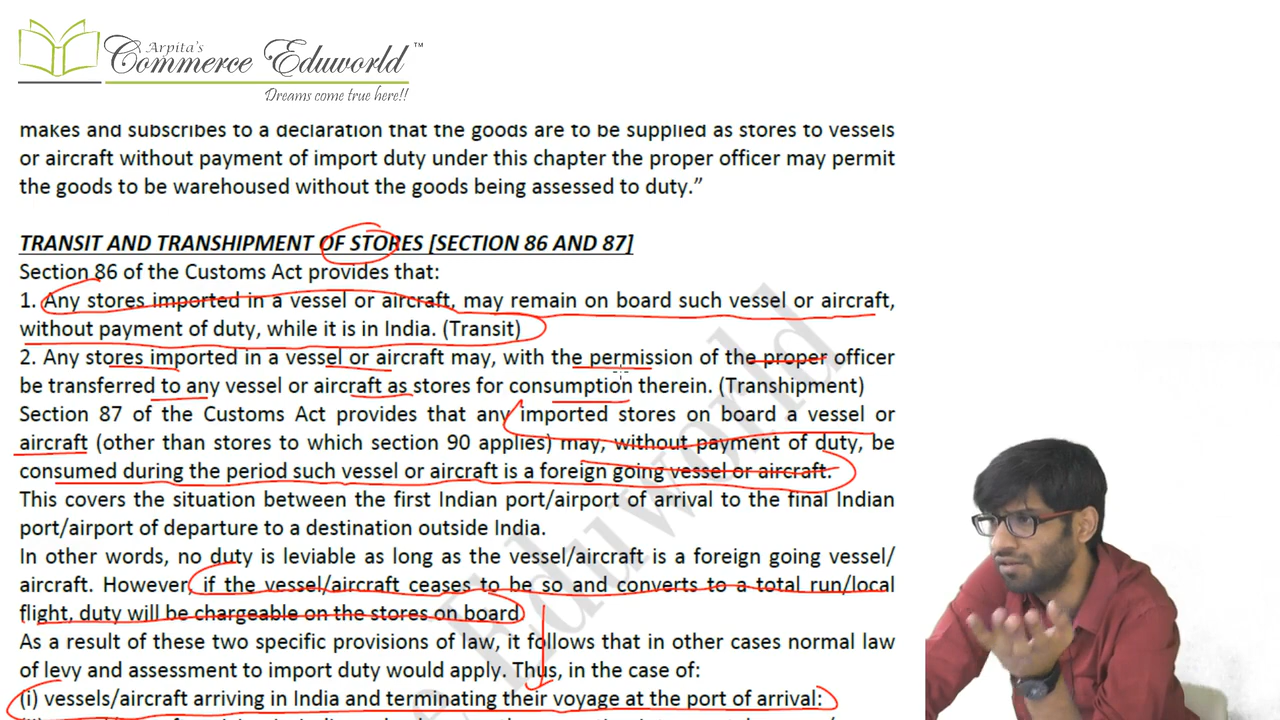 Arpita's
Commerce Eduworld™
Dreams come true here!!
makes and subscribes to a declaration that the goods are to be supplied as stores to vessels
or aircraft without payment of import duty under this chapter the proper officer may permit
the goods to be warehoused without the goods being assessed to duty.”
TRANSIT AND TRANSHIPMENT OF STORES [SECTION 86 AND 87]
Section 86 of the Customs Act provides that:
1. Any stores imported in a vessel or aircraft, may remain on board such vessel or aircraft,
without payment of duty, while it is in India. (Transit)
2. Any stores imported in a vessel or aircraft may, with the permission of the proper officer
be transferred to any vessel or aircraft as stores for consumption therein. (Transhipment)
Section 87 of the Customs Act provides that any imported stores on board a vessel or
aircraft (other than stores to which section 90 applies) may, without payment of duty, be
consumed during the period such vessel or aircraft is a foreign going vessel or aircraft.
This covers the situation between the first Indian port/airport of arrival to the final Indian
port/airport of departure to a destination outside India.
In other words, no duty is leviable as long as the vessel/aircraft is a foreign going vessel/
aircraft. However, if the vessel/aircraft ceases to be so and converts to a total run/local
flight, duty will be chargeable on the stores on board
As a result of these two specific provisions of law, it follows that in other cases normal law
of levy and assessment to import duty would apply. Thus, in the case of:
(i) vessels/aircraft arriving in India and terminating their voyage at the port of arrival:
Eduworld